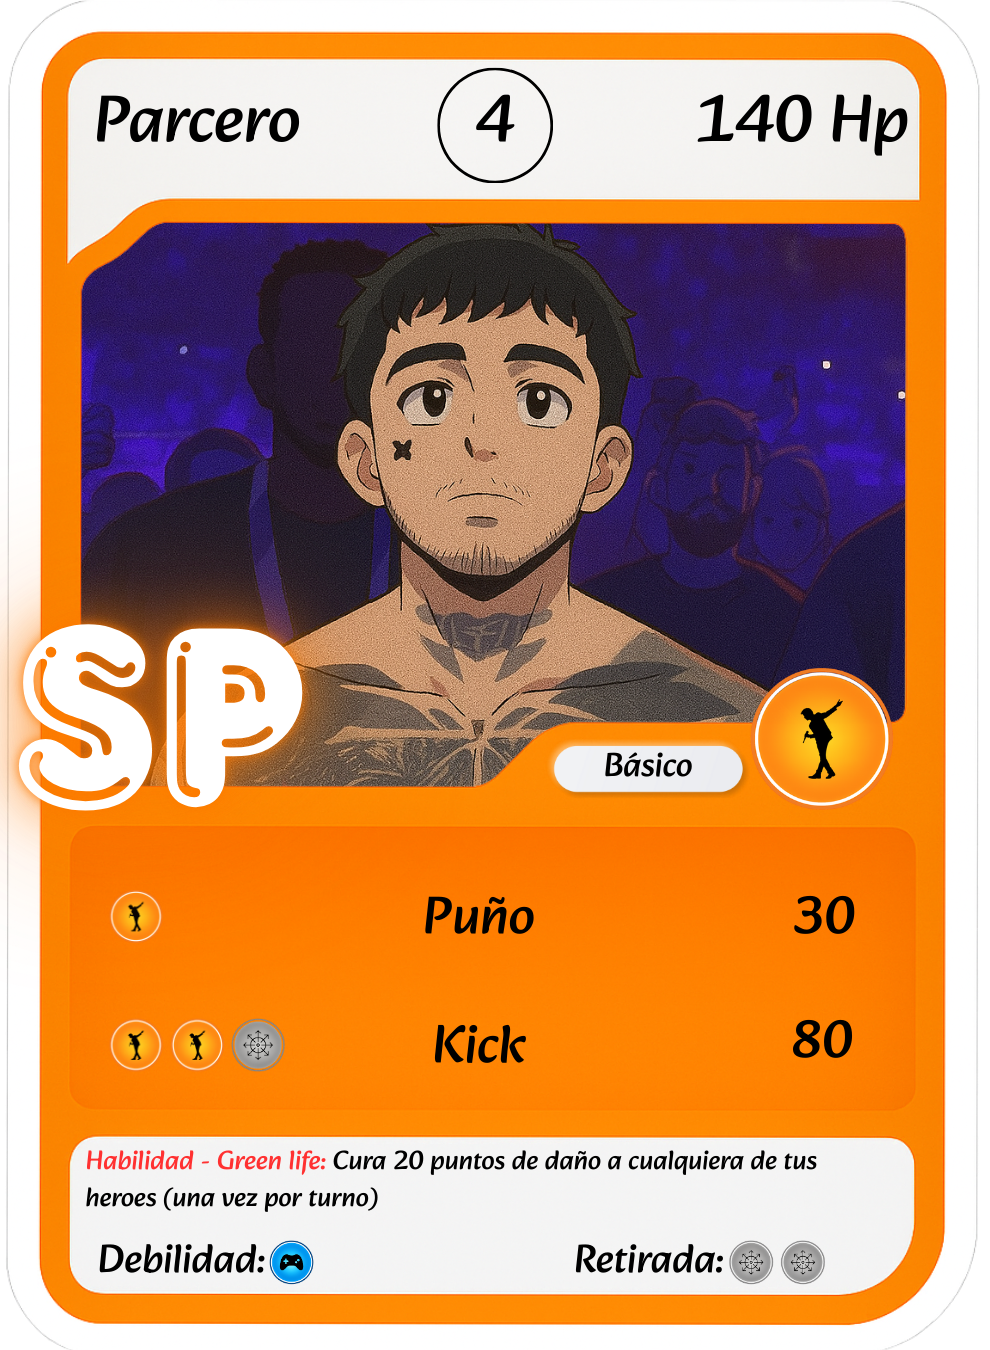 Parcero 4 140 Hp
SP
Básico
Puño 30
Kick 80
Habilidad - Green life: Cura 20 puntos de daño a cualquiera de tus
heroes (una vez por turno)
Debilidad: Retirada: